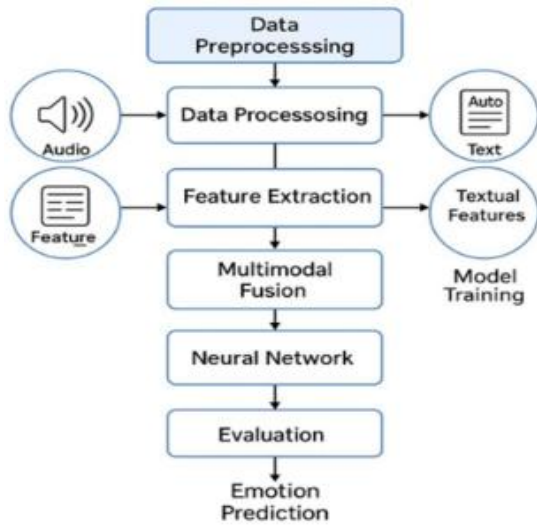 Data
Preprocesssing
Audio
Data Processosing
Auto
Text
Feature
Feature Extraction
Textual
Features
Multimodal
Fusion
Model
Training
Neural Network
Evaluation
Emotion
Prediction